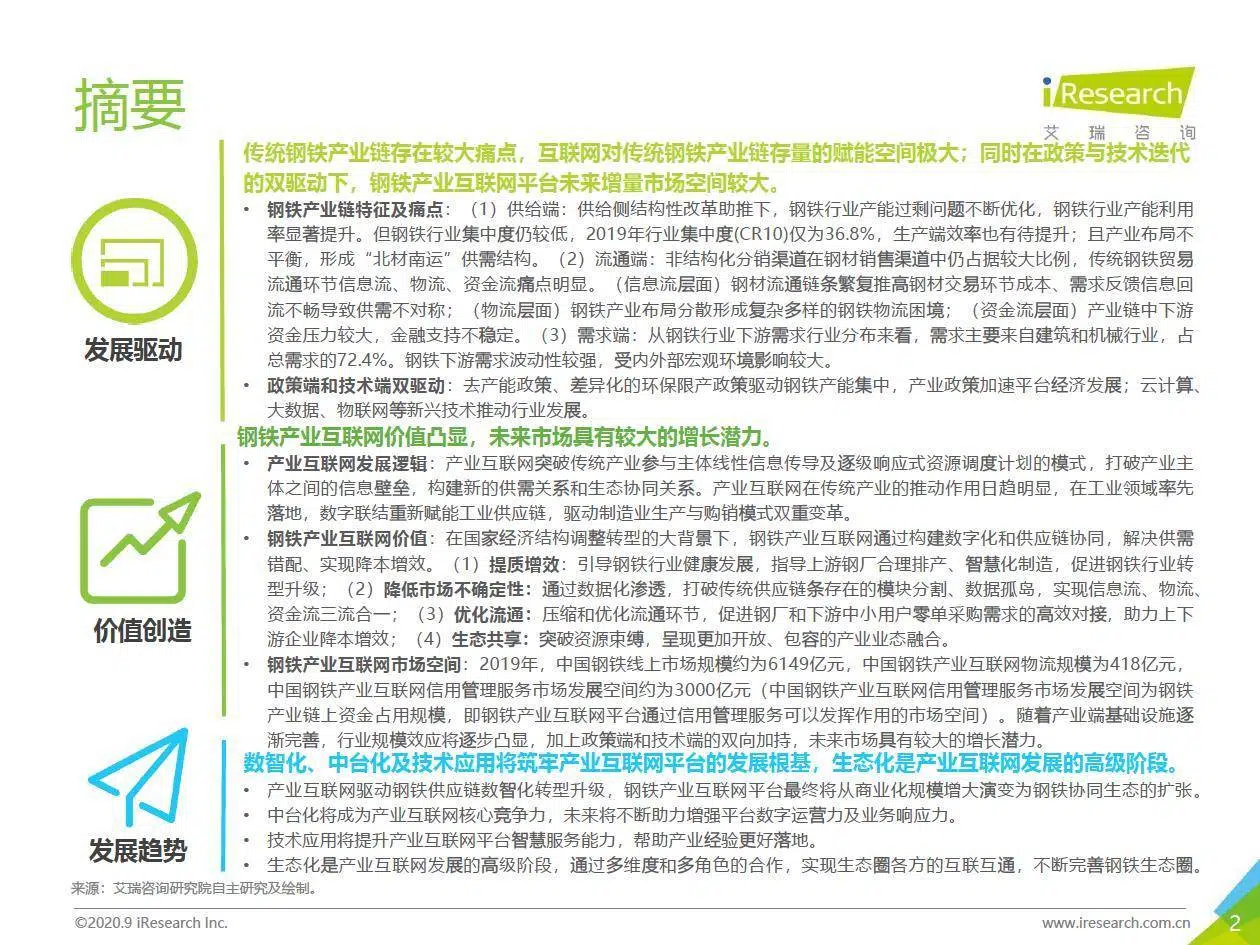 摘要
iResearch
艾 瑞 咨 询
传统钢铁产业链存在较大痛点，互联网对传统钢铁产业链存量的赋能空间极大；同时在政策与技术迭代
的双驱动下，钢铁产业互联网平台未来增量市场空间较大。
• 钢铁产业链特征及痛点：（1）供给端：供给侧结构性改革助推下，钢铁行业产能过剩问题不断优化，钢铁行业产能利用
率显著提升。但钢铁行业集中度仍较低，2019年行业集中度(CR10)仅为36.8%，生产端效率也有待提升；且产业布局不
平衡，形成“北材南运”供需结构。（2）流通端：非结构化分销渠道在钢材销售渠道中仍占据较大比例，传统钢铁贸易
流通环节信息流、物流、资金流痛点明显。（信息流层面）钢材流通链条繁复推高钢材交易环节成本、需求反馈信息回
流不畅导致供需不对称；（物流层面）钢铁产业布局分散形成复杂多样的钢铁物流困境；（资金流层面）产业链中下游
资金压力较大，金融支持不稳定。（3）需求端：从钢铁行业下游需求行业分布来看，需求主要来自建筑和机械行业，占
总需求的72.4%。钢铁下游需求波动性较强，受内外部宏观环境影响较大。
• 政策端和技术端双驱动：去产能政策、差异化的环保限产政策驱动钢铁产能集中，产业政策加速平台经济发展；云计算、
大数据、物联网等新兴技术推动行业发展。
发展驱动
钢铁产业互联网价值凸显，未来市场具有较大的增长潜力。
• 产业互联网发展逻辑：产业互联网突破传统产业参与主体线性信息传导及逐级响应式资源调度计划的模式，打破产业主
体之间的信息壁垒，构建新的供需关系和生态协同关系。产业互联网在传统产业的推动作用日趋明显，在工业领域率先
落地，数字联结重新赋能工业供应链，驱动制造业生产与购销模式双重变革。
• 钢铁产业互联网价值：在国家经济结构调整转型的大背景下，钢铁产业互联网通过构建数字化和供应链协同，解决供需
错配、实现降本增效。（1）提质增效：引导钢铁行业健康发展，指导上游钢厂合理排产、智慧化制造，促进钢铁行业转
型升级；（2）降低市场不确定性：通过数据化渗透，打破传统供应链条存在的模块分割、数据孤岛，实现信息流、物流、
资金流三流合一；（3）优化流通：压缩和优化流通环节，促进钢厂和下游中小用户零单采购需求的高效对接，助力上下
游企业降本增效；（4）生态共享：突破资源束缚，呈现更加开放、包容的产业业态融合。
• 钢铁产业互联网市场空间：2019年，中国钢铁线上市场规模约为6149亿元，中国钢铁产业互联网物流规模为418亿元，
中国钢铁产业互联网信用管理服务市场发展空间约为3000亿元（中国钢铁产业互联网信用管理服务市场发展空间为钢铁
产业链上资金占用规模，即钢铁产业互联网平台通过信用管理服务可以发挥作用的市场空间）。随着产业端基础设施逐
渐完善，行业规模效应将逐步凸显，加上政策端和技术端的双向加持，未来市场具有较大的增长潜力。
价值创造
数智化、中台化及技术应用将筑牢产业互联网平台的发展根基，生态化是产业互联网发展的高级阶段。
• 产业互联网驱动钢铁供应链数智化转型升级，钢铁产业互联网平台最终将从商业化规模增大演变为钢铁协同生态的扩张。
• 中台化将成为产业互联网核心竞争力，未来将不断助力增强平台数字运营力及业务响应力。
• 技术应用将提升产业互联网平台智慧服务能力，帮助产业经验更好落地。
• 生态化是产业互联网发展的高级阶段，通过多维度和多角色的合作，实现生态圈各方的互联互通，不断完善钢铁生态圈。
发展趋势
来源：艾瑞咨询研究院自主研究及绘制。
©2020.9 iResearch Inc.
www.iresearch.com.cn
2